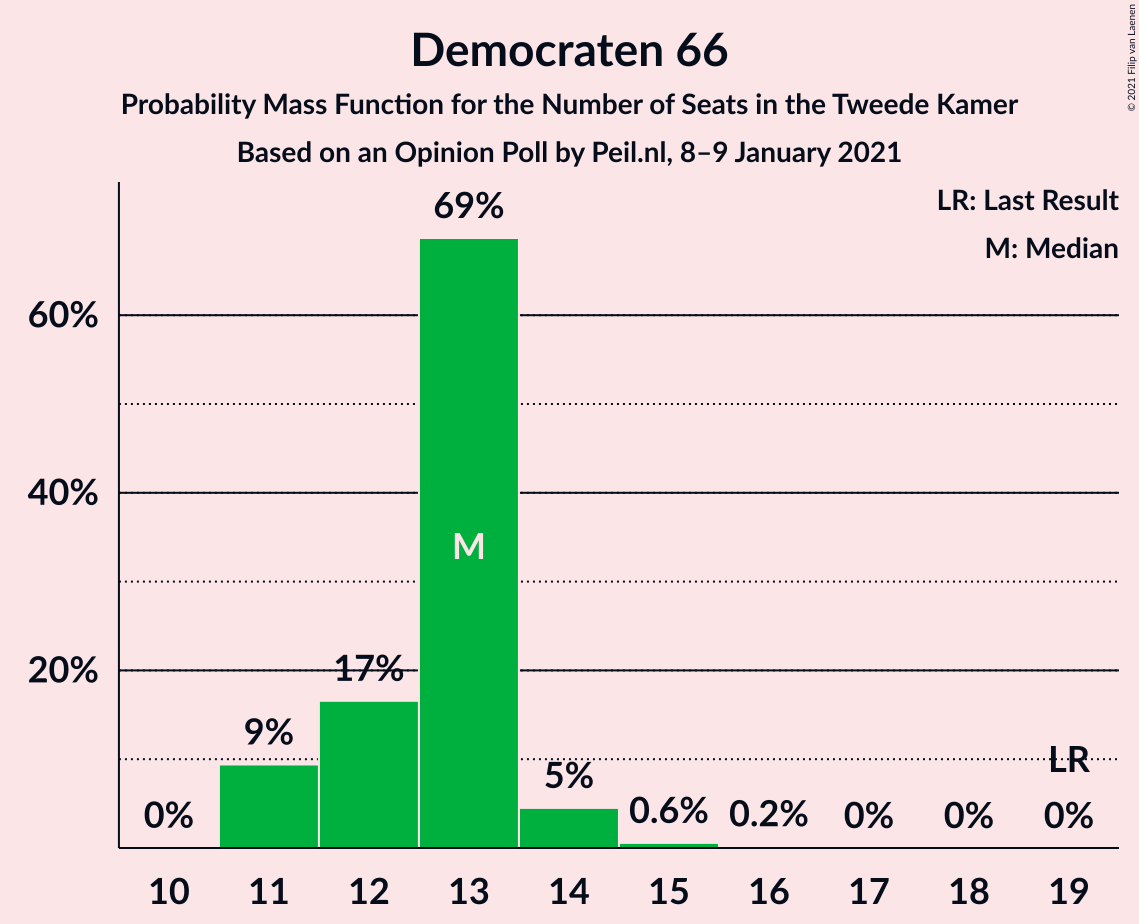 Democraten 66
Probability Mass Function for the Number of Seats in the Tweede Kamer
Based on an Opinion Poll by Peil.nl, 8–9 January 2021
© 2021 Filip van Laenen
LR: Last Result
M: Median
60%
40%
20%
0%
9%
17%
69%
M
5%
0.6%
0.2%
0%
0%
LR
0%
10 11 12 13 14 15 16 17 18 19